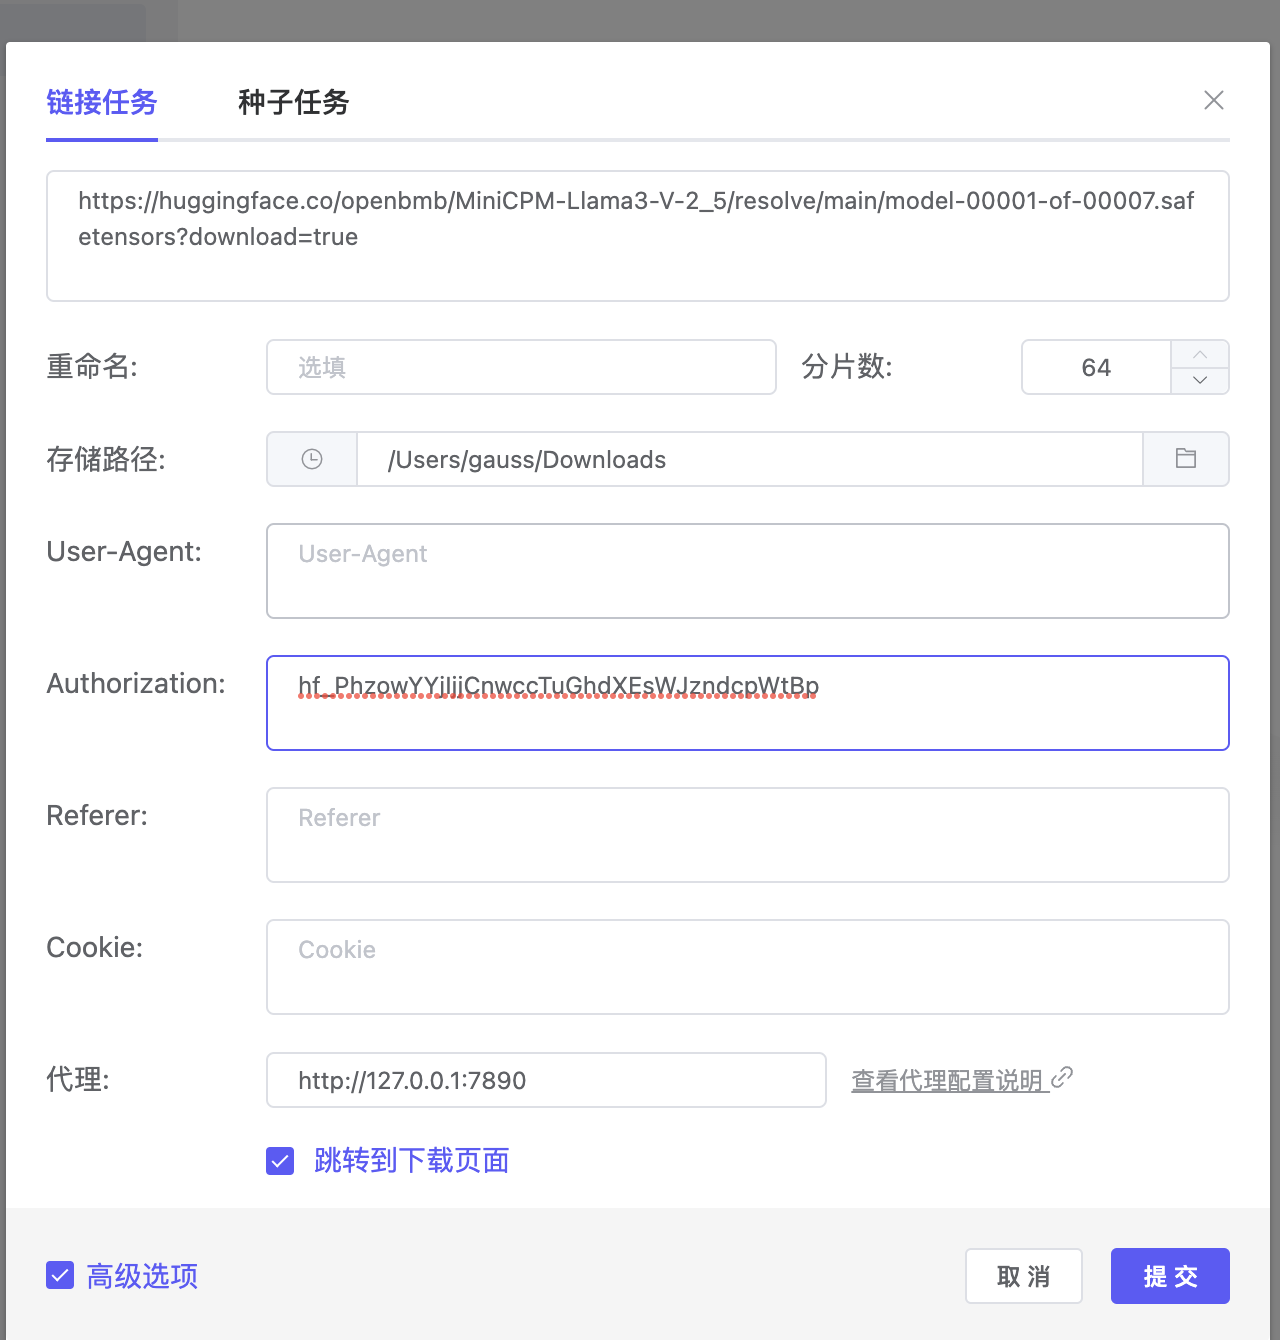 链接任务 种子任务
https://huggingface.co/openbmb/MiniCPM-Llama3-V-2_5/resolve/main/model-00001-of-00007.saf
etensors?download=true
重命名: 选填 分片数: 64
存储路径: /Users/gauss/Downloads
User-Agent: User-Agent
Authorization: hf_PhzowYYjIijCnwccTuGhdXEsWJzndcpWtBp
Referer: Referer
Cookie: Cookie
代理: http://127.0.0.1:7890 查看代理配置说明
跳转到下载页面
高级选项 取消 提交